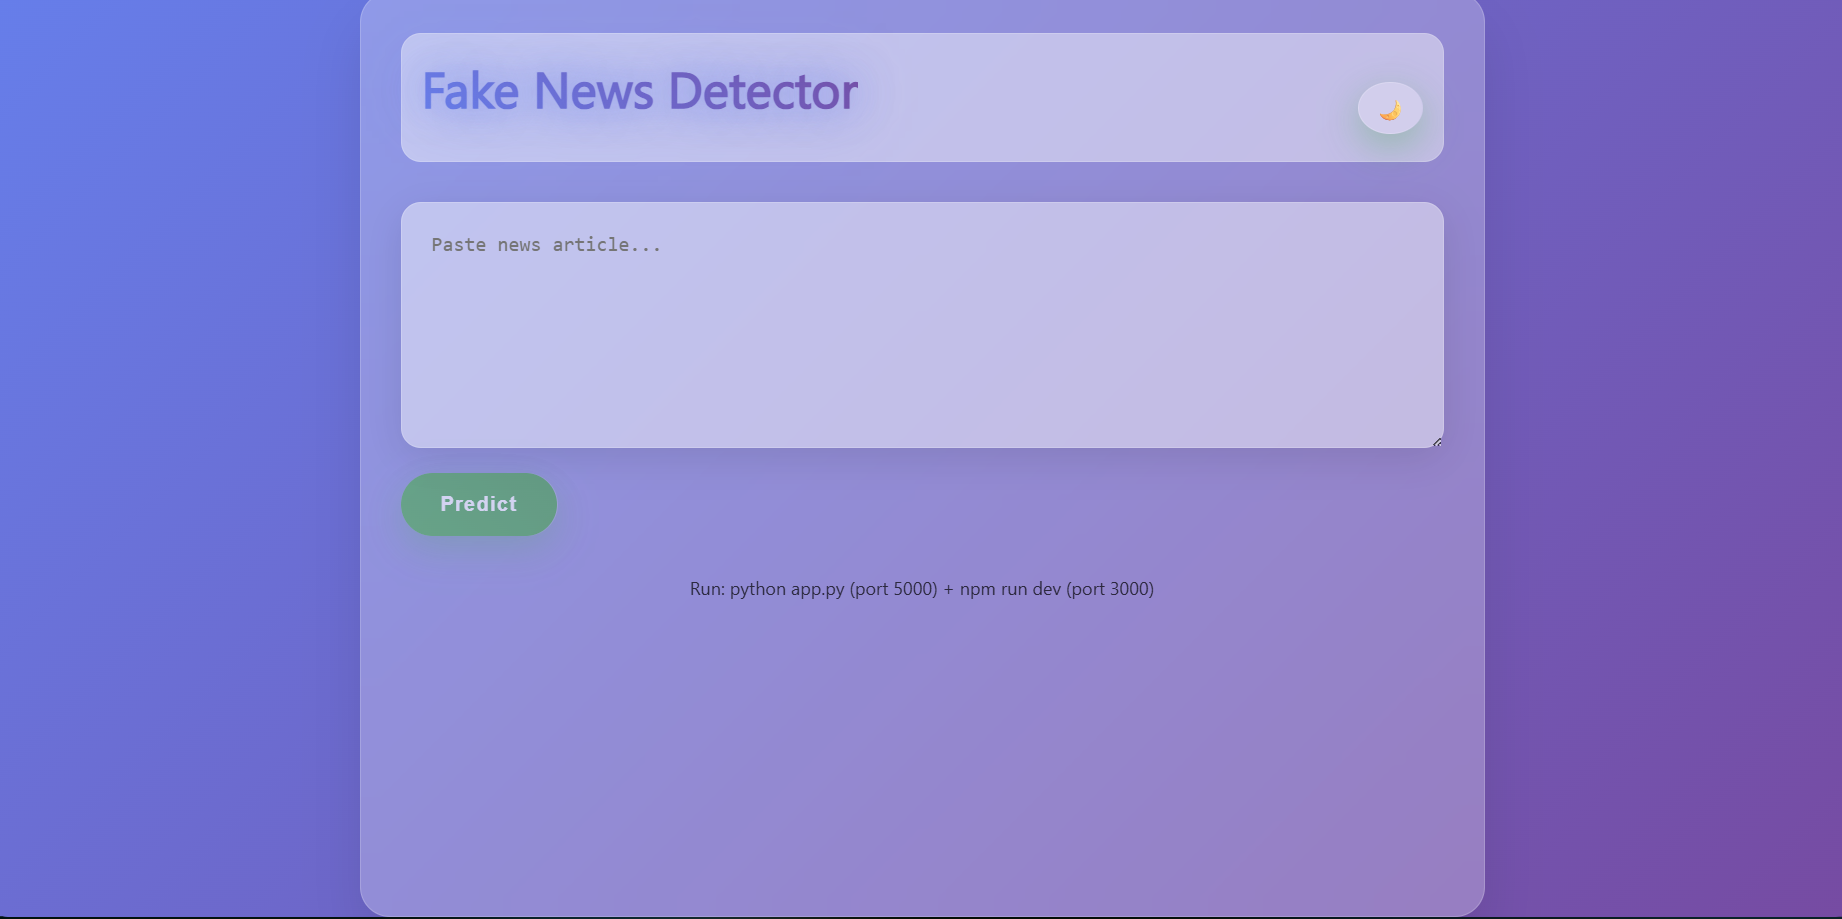 Fake News Detector
Paste news article...
Predict
Run: python app.py (port 5000) + npm run dev (port 3000)